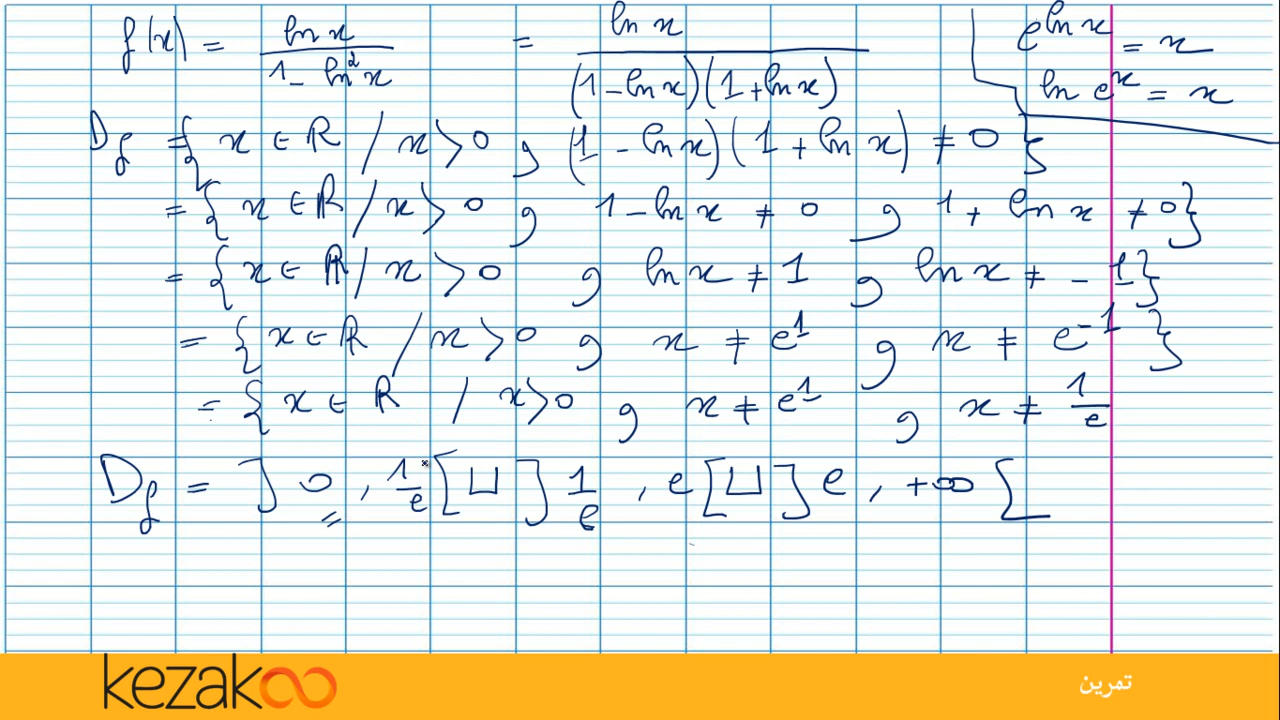 f(x) = ln x / 1 - ln²x = ln x / (1 - ln x)(1 + ln x)
e^{ln x} = x
ln e^x = x
D_f = { x ∈ ℝ / x > 0 و (1 - ln x)(1 + ln x) ≠ 0 }
= { x ∈ ℝ / x > 0 و 1 - ln x ≠ 0 و 1 + ln x ≠ 0 }
= { x ∈ ℝ / x > 0 و ln x ≠ 1 و ln x ≠ -1 }
= { x ∈ ℝ / x > 0 و x ≠ e^1 و x ≠ e^{-1} }
= { x ∈ ℝ / x > 0 و x ≠ e^1 و x ≠ 1/e
D_f = ] 0 , 1/e [ ⊔ ] 1/e , e [ ⊔ ] e , +∞ [
kezakoo
تمرين